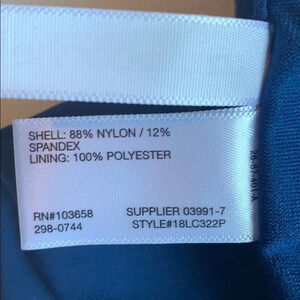 SHELL: 88% NYLON / 12%
SPANDEX
LINING: 100% POLYESTER
RN#103658 SUPPLIER 03991-7
298-0744 STYLE#18LC322P